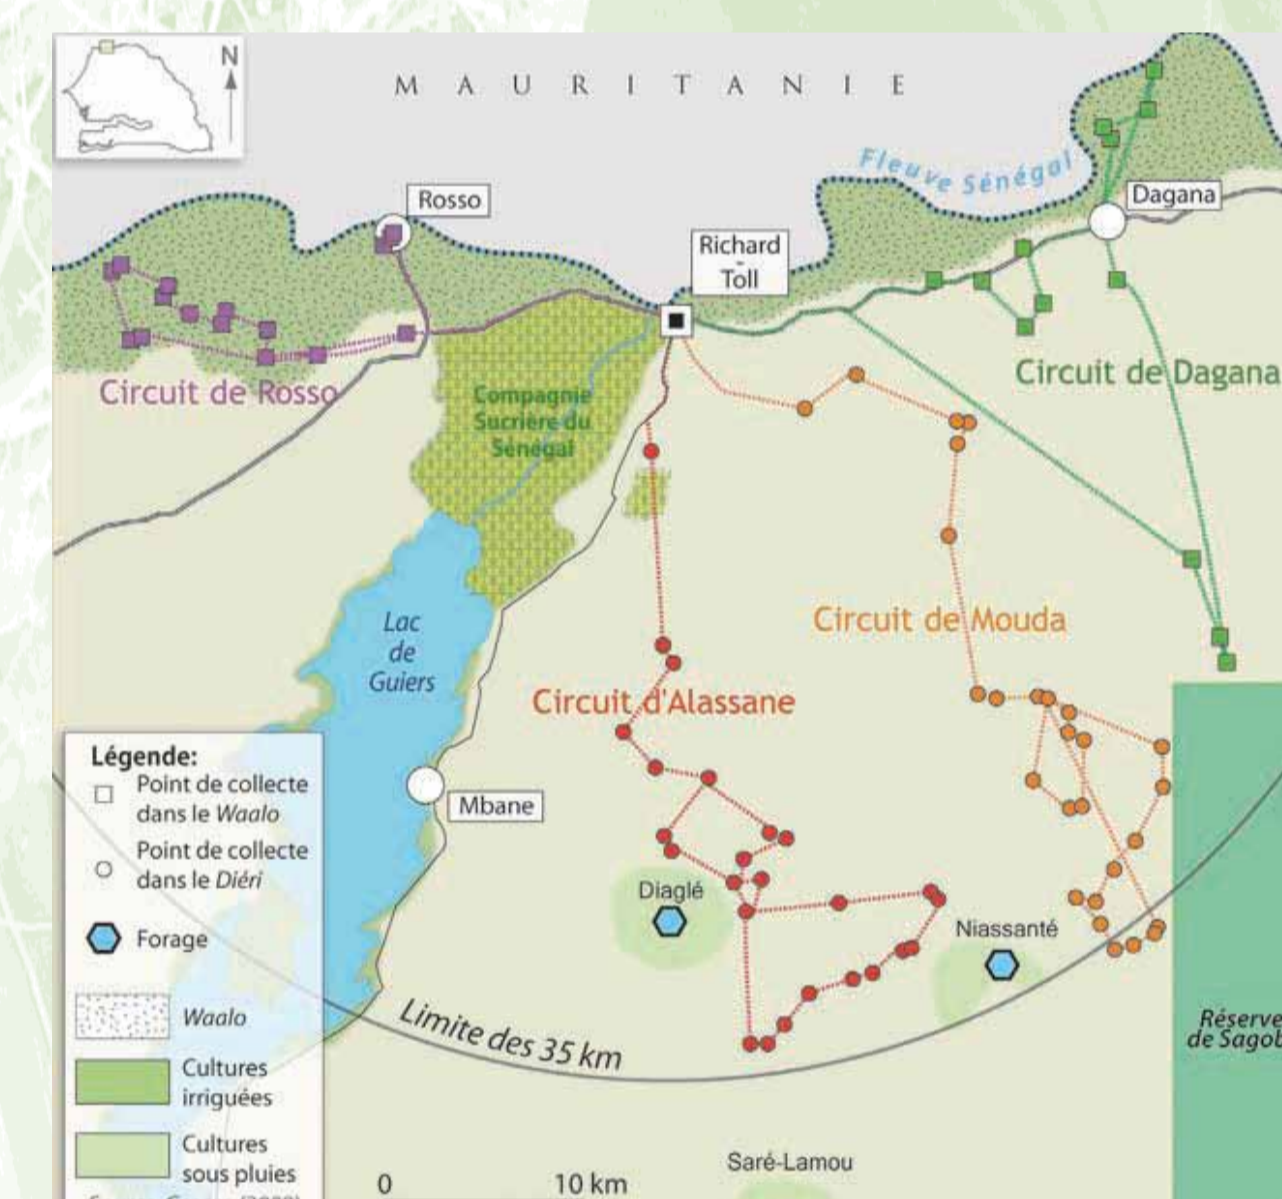 N
MAURITANIE
Fleuve Sénégal
Rosso
Dagana
Richard
-
Toll
Circuit de Rosso
Compagnie
Sucrière du
Sénégal
Circuit de Dagana
Lac
de
Guiers
Circuit de Mouda
Circuit d'Alassane
Mbane
Diaglé
Niassanté
Limite des 35 km
Réserve
de
Saré-Lamou
0 10 km
Légende:
Point de collecte
dans le Waalo
Point de collecte
dans le Diéri
Forage
Waalo
Cultures
irriguées
Cultures
sous pluies